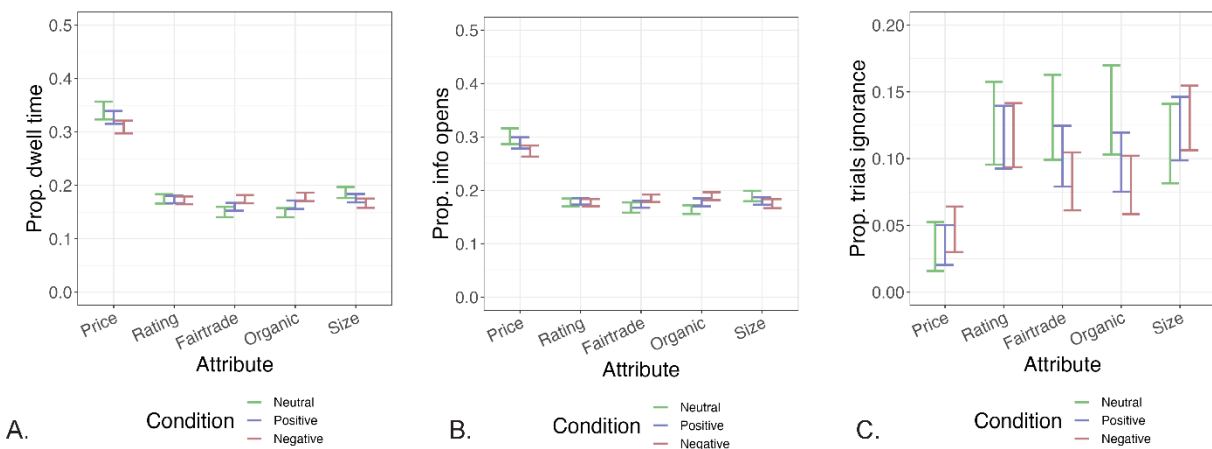 Prop. dwell time
0.5
0.4
0.3
0.2
0.1
0.0
Price
Rating
Fairtrade
Organic
Size
Attribute
A.
Condition
Neutral
Positive
Negative
Prop. info opens
0.5
0.4
0.3
0.2
0.1
0.0
Price
Rating
Fairtrade
Organic
Size
Attribute
B.
Condition
Neutral
Positive
Negative
Prop. trials ignorance
0.20
0.15
0.10
0.05
0.00
Price
Rating
Fairtrade
Organic
Size
Attribute
C.
Condition
Neutral
Positive
Negative